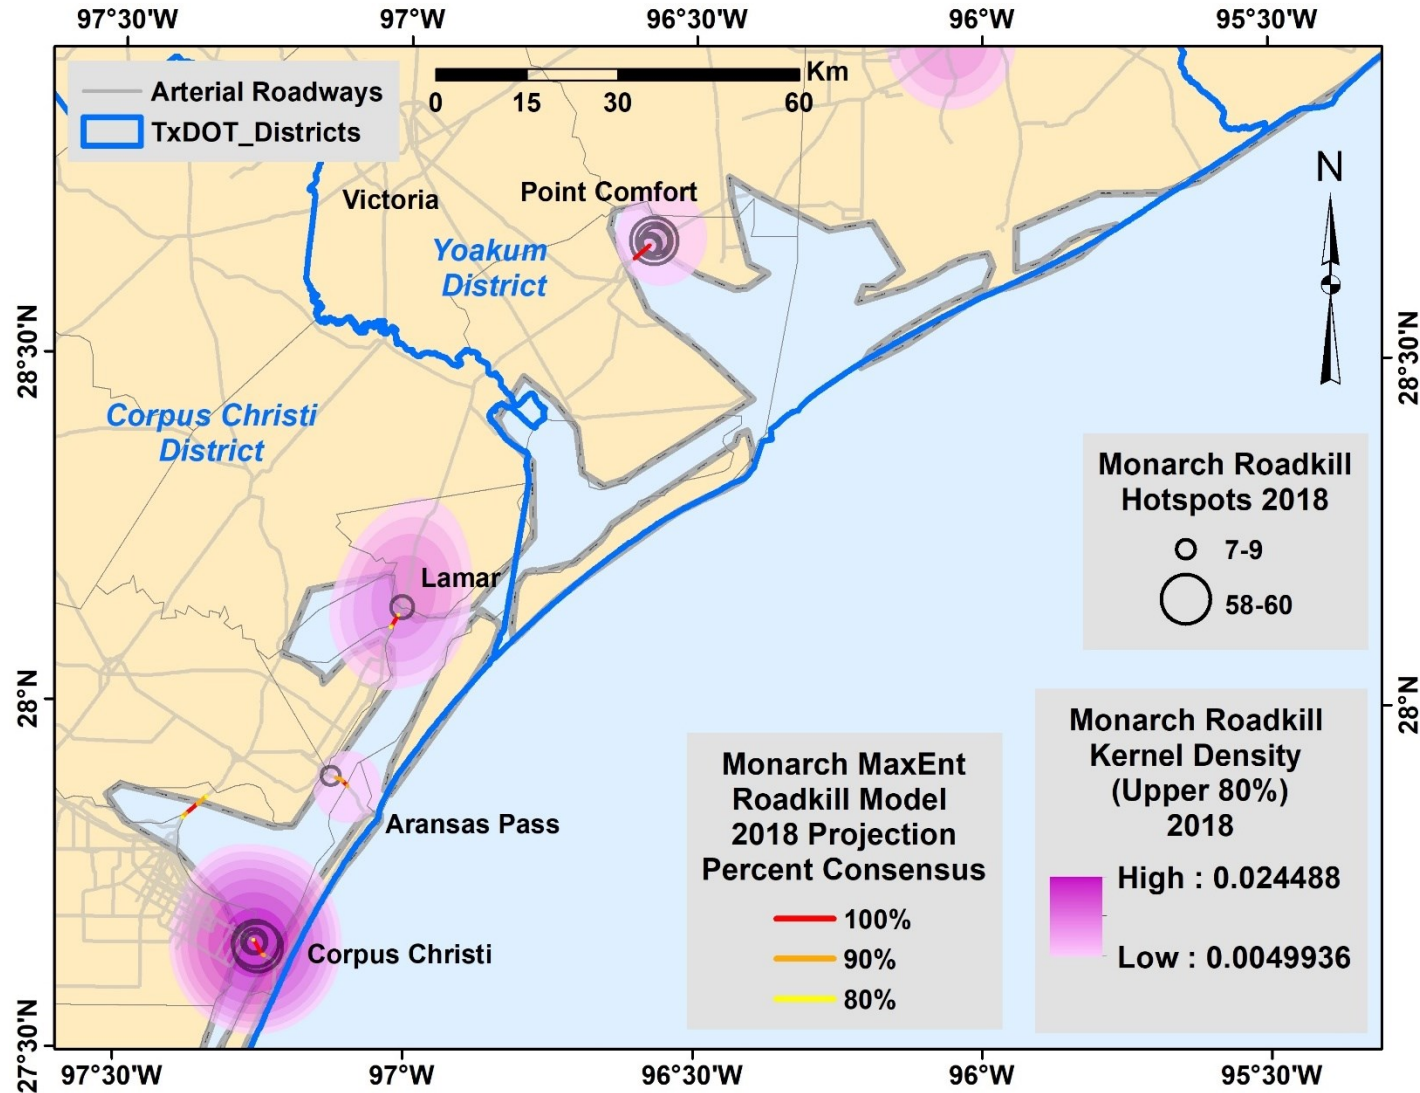 97°30'W 97°W 96°30'W 96°W 95°30'W
Arterial Roadways
TxDOT_Districts
Km
0 15 30 60
N
Victoria
Point Comfort
Yoakum
District
28°30'N
28°30'N
Corpus Christi
District
Monarch Roadkill
Hotspots 2018
7-9
58-60
Lamar
28°N
28°N
Monarch Roadkill
Kernel Density
(Upper 80%)
2018
High : 0.024488
Low : 0.0049936
Monarch MaxEnt
Roadkill Model
2018 Projection
Percent Consensus
100%
90%
80%
Aransas Pass
Corpus Christi
27°30'N
97°30'W 97°W 96°30'W 96°W 95°30'W